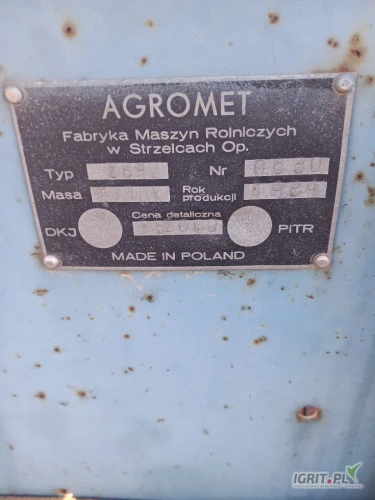 AGROMET
Fabryka Maszyn Rolniczych
w Strzelcach Op.
Typ Nr
Masa Rok produkcji 1984
DKJ Cena detaliczna PITR
MADE IN POLAND
IGRIT.PL